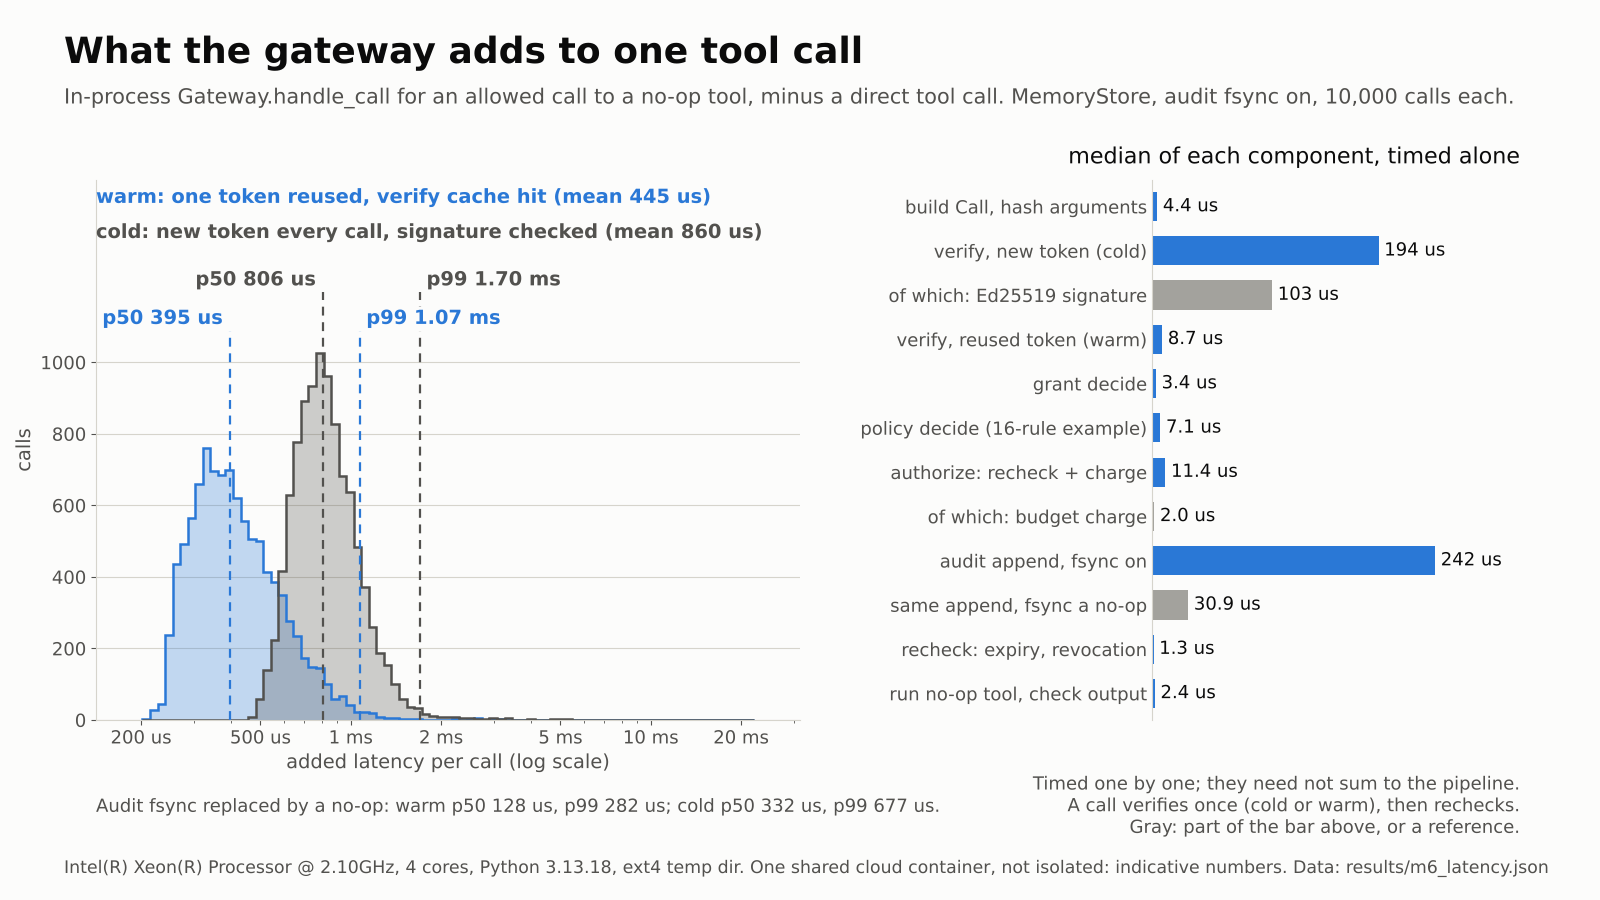 What the gateway adds to one tool call
In-process Gateway.handle_call for an allowed call to a no-op tool, minus a direct tool call. MemoryStore, audit fsync on, 10,000 calls each.
warm: one token reused, verify cache hit (mean 445 us)
cold: new token every call, signature checked (mean 860 us)
p50 806 us
p99 1.70 ms
p50 395 us
p99 1.07 ms
calls
1000
800
600
400
200
0
200 us
500 us
1 ms
2 ms
5 ms
10 ms
20 ms
added latency per call (log scale)
Audit fsync replaced by a no-op: warm p50 128 us, p99 282 us; cold p50 332 us, p99 677 us.
median of each component, timed alone
build Call, hash arguments 4.4 us
verify, new token (cold) 194 us
of which: Ed25519 signature 103 us
verify, reused token (warm) 8.7 us
grant decide 3.4 us
policy decide (16-rule example) 7.1 us
authorize: recheck + charge 11.4 us
of which: budget charge 2.0 us
audit append, fsync on 242 us
same append, fsync a no-op 30.9 us
recheck: expiry, revocation 1.3 us
run no-op tool, check output 2.4 us
Timed one by one; they need not sum to the pipeline.
A call verifies once (cold or warm), then rechecks.
Gray: part of the bar above, or a reference.
Intel(R) Xeon(R) Processor @ 2.10GHz, 4 cores, Python 3.13.18, ext4 temp dir. One shared cloud container, not isolated: indicative numbers. Data: results/m6_latency.json